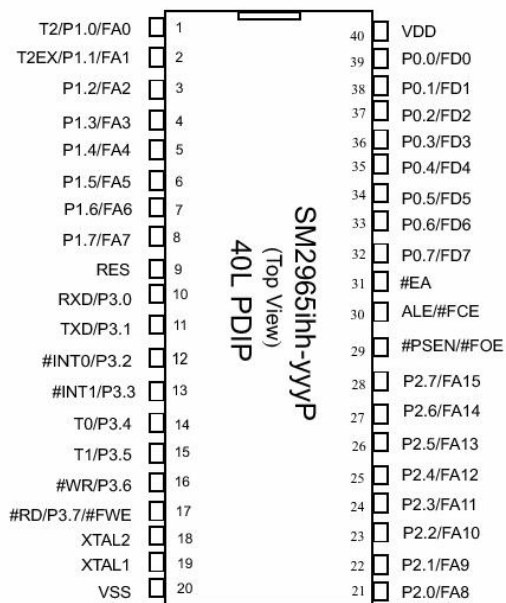 T2/P1.0/FA0 1
T2EX/P1.1/FA1 2
P1.2/FA2 3
P1.3/FA3 4
P1.4/FA4 5
P1.5/FA5 6
P1.6/FA6 7
P1.7/FA7 8
RES 9
RXD/P3.0 10
TXD/P3.1 11
#INT0/P3.2 12
#INT1/P3.3 13
T0/P3.4 14
T1/P3.5 15
#WR/P3.6 16
#RD/P3.7/#FWE 17
XTAL2 18
XTAL1 19
VSS 20
SM2965ihh-yyyP
(Top View)
40L PDIP
40 VDD
39 P0.0/FD0
38 P0.1/FD1
37 P0.2/FD2
36 P0.3/FD3
35 P0.4/FD4
34 P0.5/FD5
33 P0.6/FD6
32 P0.7/FD7
31 #EA
30 ALE/#FCE
29 #PSEN/#FOE
28 P2.7/FA15
27 P2.6/FA14
26 P2.5/FA13
25 P2.4/FA12
24 P2.3/FA11
23 P2.2/FA10
22 P2.1/FA9
21 P2.0/FA8